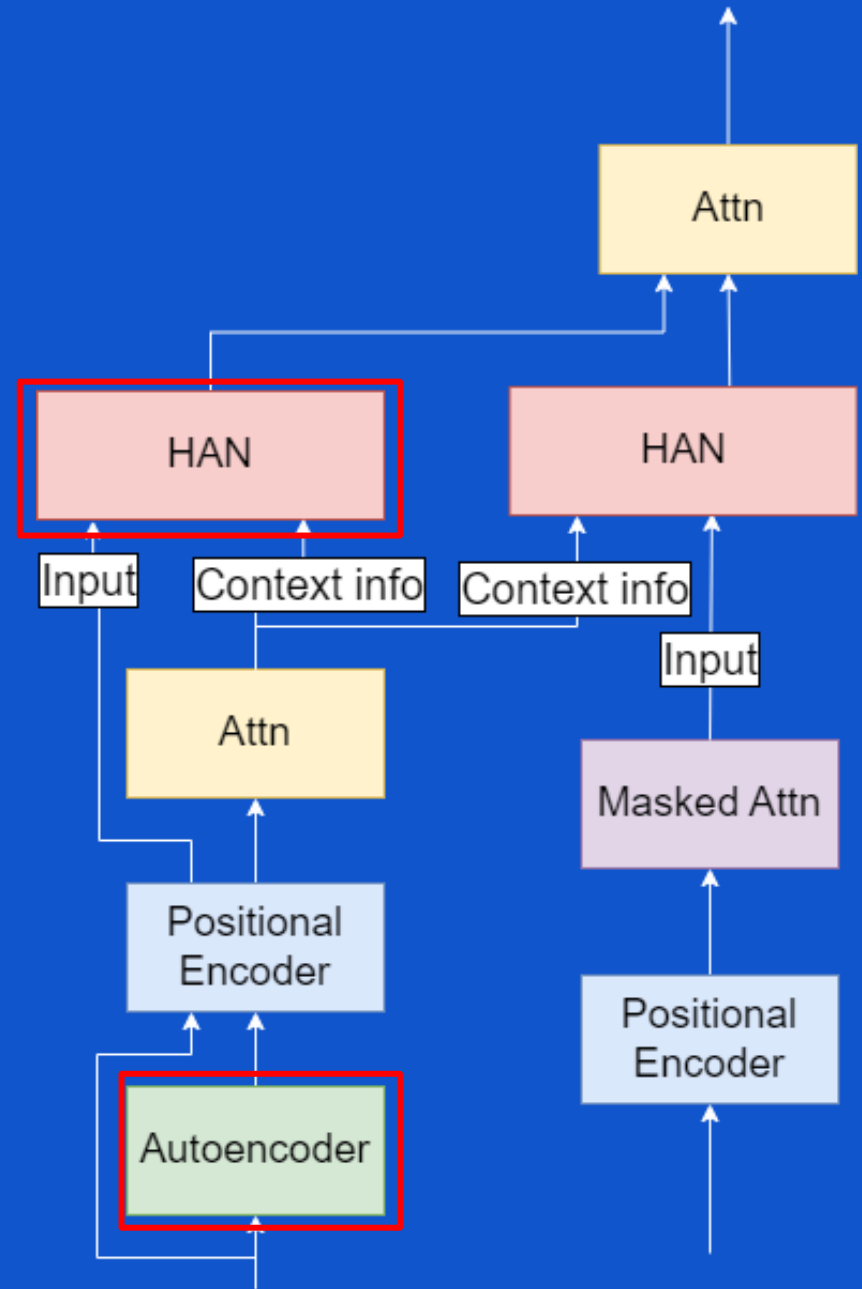 Attn
HAN
HAN
Input
Context info
Context info
Input
Attn
Masked Attn
Positional
Encoder
Positional
Encoder
Autoencoder